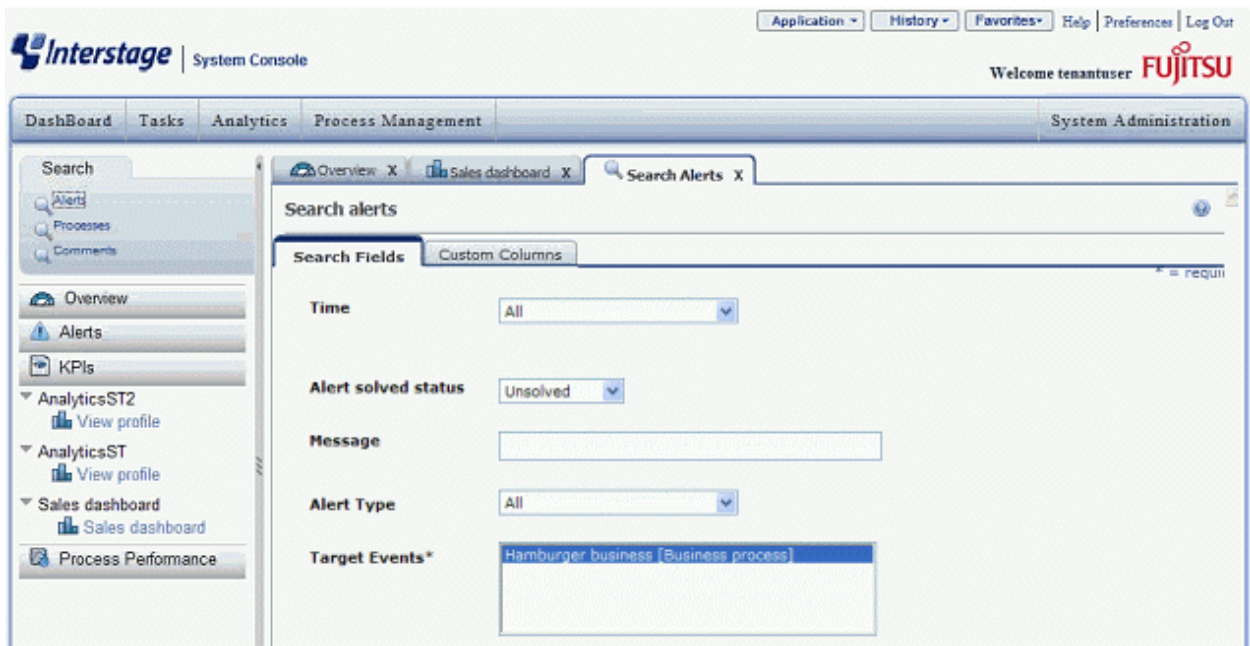 Application History Favorites Help Preferences Log Out
Interstage System Console
Welcome tenantuser FUJITSU
DashBoard Tasks Analytics Process Management System Administration
Search
Alerts
Processes
Comments
Overview
Alerts
KPIs
AnalyticsST2
View profile
AnalyticsST
View profile
Sales dashboard
Sales dashboard
Process Performance
Overview X Sales dashboard X Search Alerts X
Search alerts
Search Fields Custom Columns
* = requi
Time All
Alert solved status Unsolved
Message
Alert Type All
Target Events* Hamburger business [Business process]